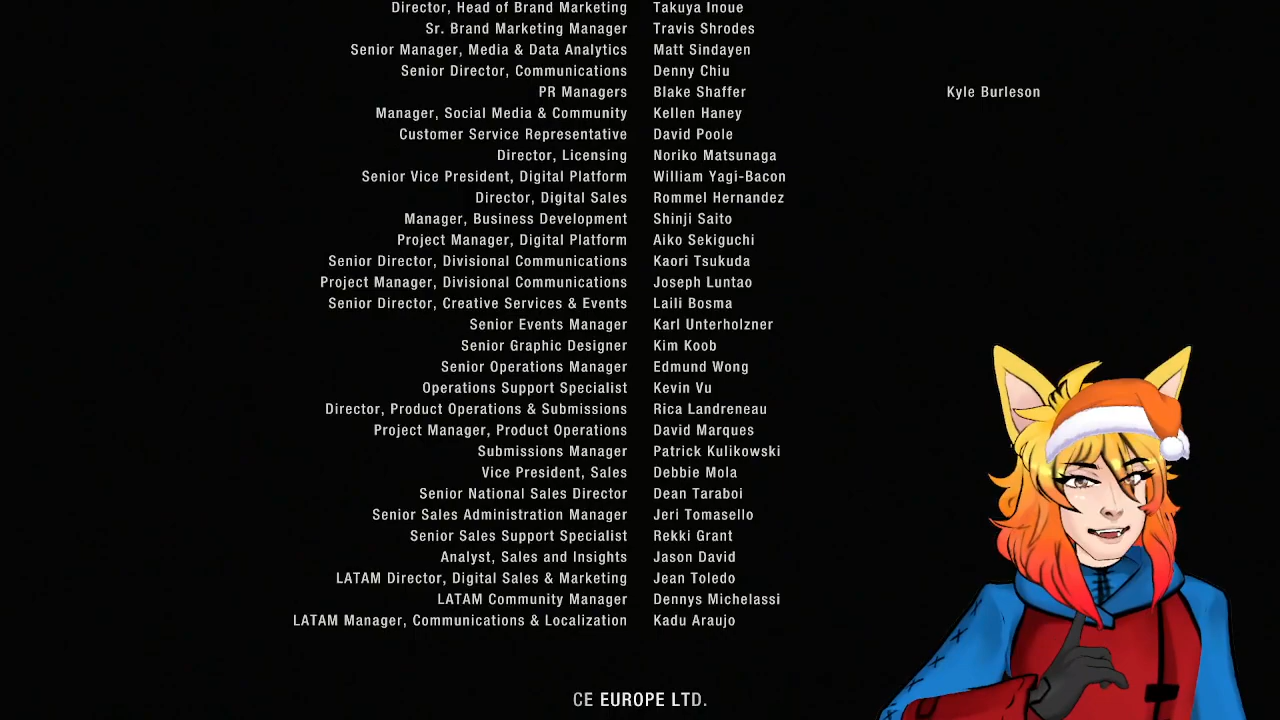 Director, Head of Brand Marketing Takuya Inoue
Sr. Brand Marketing Manager Travis Shrodes
Senior Manager, Media & Data Analytics Matt Sindayen
Senior Director, Communications Denny Chiu
PR Managers Blake Shaffer Kyle Burleson
Manager, Social Media & Community Kellen Haney
Customer Service Representative David Poole
Director, Licensing Noriko Matsunaga
Senior Vice President, Digital Platform William Yagi-Bacon
Director, Digital Sales Rommel Hernandez
Manager, Business Development Shinji Saito
Project Manager, Digital Platform Aiko Sekiguchi
Senior Director, Divisional Communications Kaori Tsukuda
Project Manager, Divisional Communications Joseph Luntao
Senior Director, Creative Services & Events Laili Bosma
Senior Events Manager Karl Unterholzner
Senior Graphic Designer Kim Koob
Senior Operations Manager Edmund Wong
Operations Support Specialist Kevin Vu
Director, Product Operations & Submissions Rica Landreneau
Project Manager, Product Operations David Marques
Submissions Manager Patrick Kulikowski
Vice President, Sales Debbie Mola
Senior National Sales Director Dean Taraboi
Senior Sales Administration Manager Jeri Tomasello
Senior Sales Support Specialist Rekki Grant
Analyst, Sales and Insights Jason David
LATAM Director, Digital Sales & Marketing Jean Toledo
LATAM Community Manager Dennys Michelassi
LATAM Manager, Communications & Localization Kadu Araujo
CE EUROPE LTD.